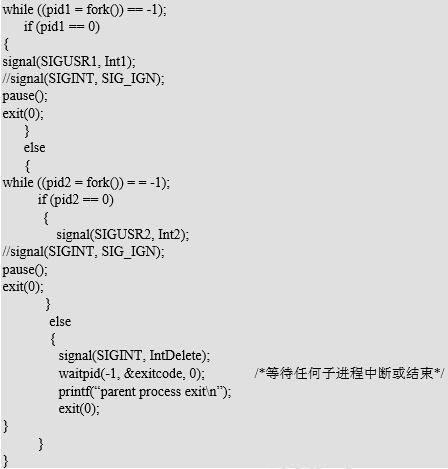 while ((pid1 = fork()) == -1);
if (pid1 == 0)
{
signal(SIGUSR1, Int1);
//signal(SIGINT, SIG_IGN);
pause();
exit(0);
}
else
{
while ((pid2 = fork()) = = -1);
if (pid2 == 0)
{
signal(SIGUSR2, Int2);
//signal(SIGINT, SIG_IGN);
pause();
exit(0);
}
else
{
signal(SIGINT, IntDelete);
waitpid(-1, &exitcode, 0); /*等待任何子进程中断或结束*/
printf(“parent process exit\n”);
exit(0);
}
}
}